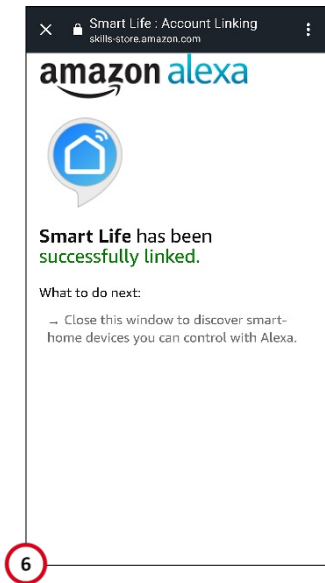 Smart Life : Account Linking
skills-store.amazon.com
amazon alexa
Smart Life has been
successfully linked.
What to do next:
→ Close this window to discover smart-
home devices you can control with Alexa.
6